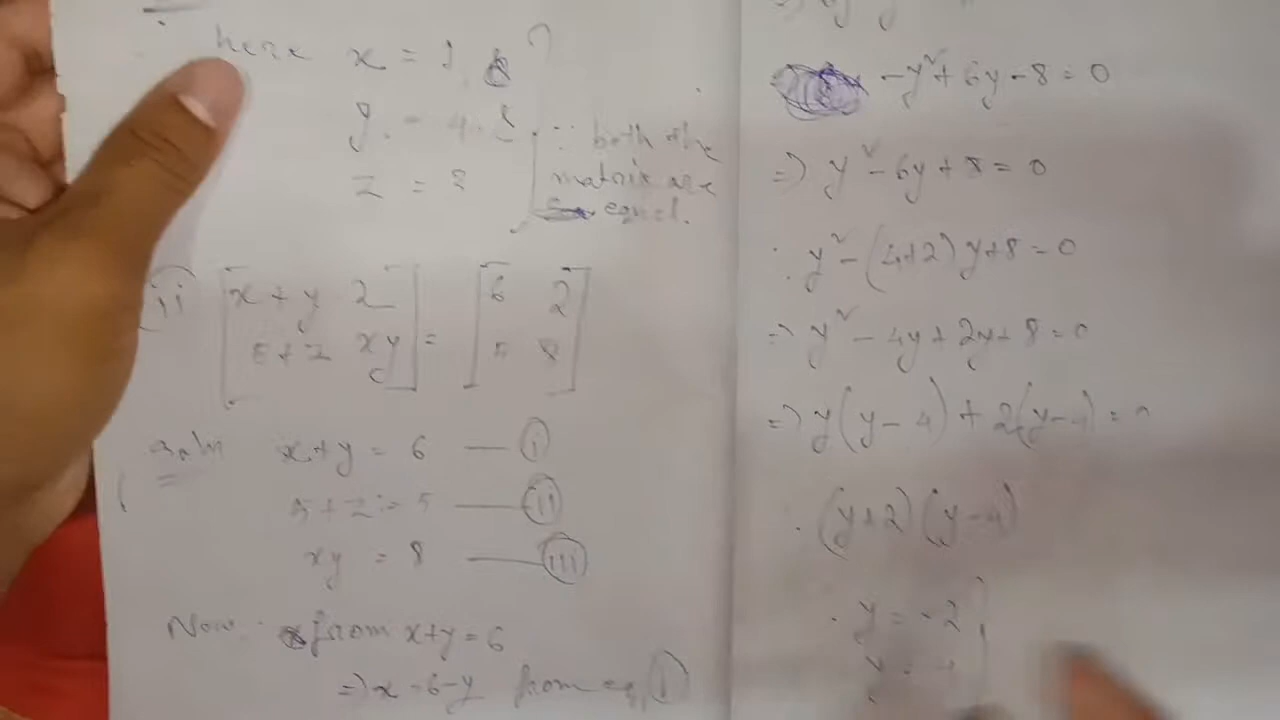 here x = 1
y = 4
z = 3
∵ both the
matrix are
equal.
(ii) [x + y 2] = [6 2]
[5 + z xy] [5 8]
soln x+y = 6 — (i)
5+z = 5 — (ii)
xy = 8 — (iii)
Now from x+y=6
=> x = 6-y from eq (i)
-y²+6y-8=0
=> y²-6y+8=0
∴ y²-(4+2)y+8=0
=> y²-4y+2y+8=0
=> y(y-4)+2(y-4)=0
(y+2)(y-4)
y = -2